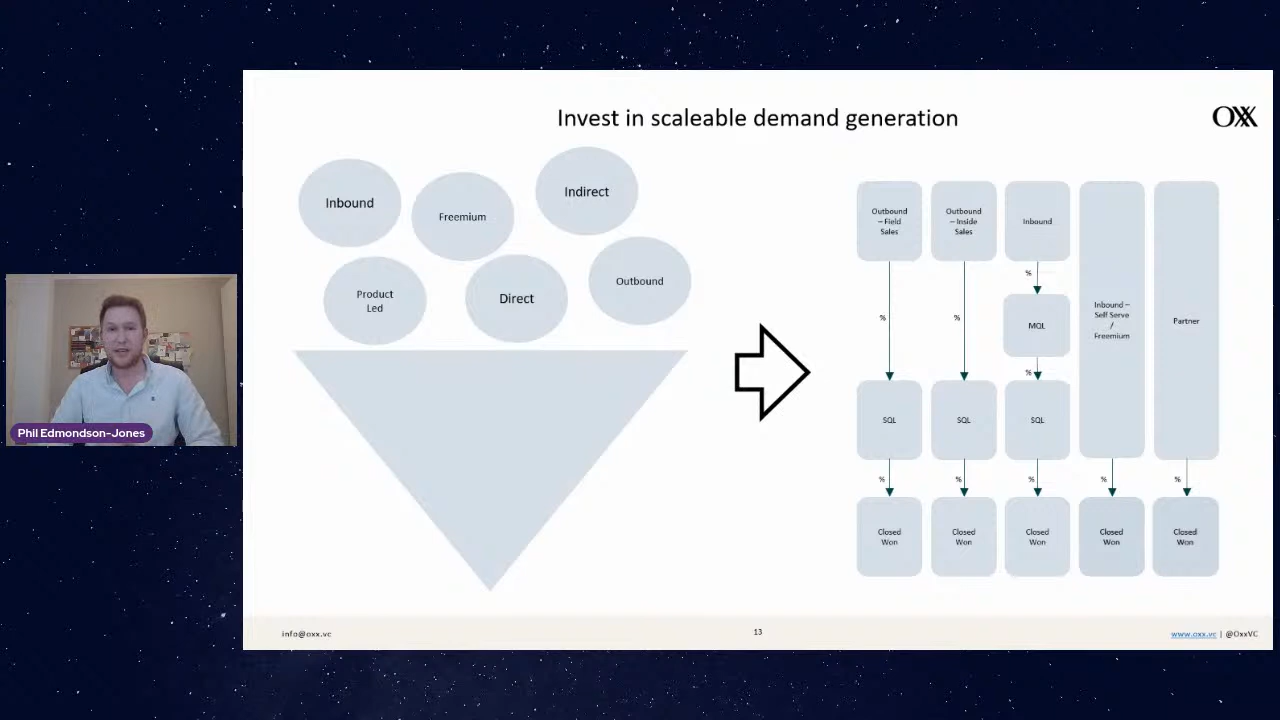 Invest in scaleable demand generation
OXX
Inbound
Freemium
Indirect
Product
Led
Direct
Outbound
Outbound
– Field
Sales
Outbound
– Inside
Sales
Inbound
%
MQL
%
%
%
Inbound –
Self Serve
/
Freemium
Partner
SQL
SQL
SQL
%
%
%
%
%
Closed
Won
Closed
Won
Closed
Won
Closed
Won
Closed
Won
Phil Edmondson-Jones
info@oxx.vc
13
www.oxx.vc | @OxxVC